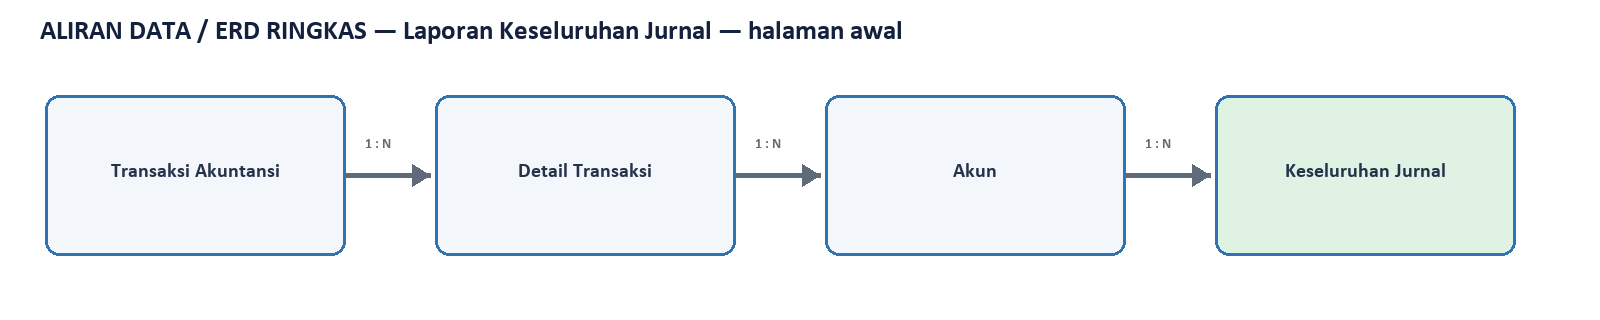 ALIRAN DATA / ERD RINGKAS — Laporan Keseluruhan Jurnal — halaman awal
1 : N
1 : N
1 : N
Transaksi Akuntansi
Detail Transaksi
Akun
Keseluruhan Jurnal